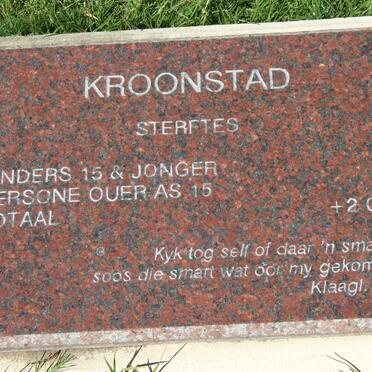 KROONSTAD
STERFTES
NDERS 15 & JONGER
ERSONE OUER AS 15
OTAAL +2 0
Kyk tog self of daar 'n sma
soos die smart wat oor my gekom
Klaagl.